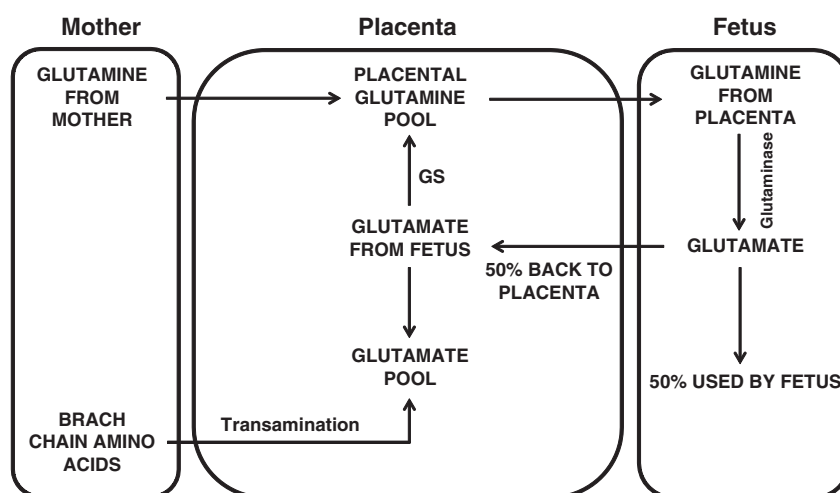 Mother
Placenta
Fetus
GLUTAMINE
FROM
MOTHER
PLACENTAL
GLUTAMINE
POOL
GLUTAMINE
FROM
PLACENTA
Glutaminase
GS
GLUTAMATE
FROM FETUS
GLUTAMATE
50% BACK TO
PLACENTA
GLUTAMATE
POOL
50% USED BY FETUS
BRACH
CHAIN AMINO
ACIDS
Transamination